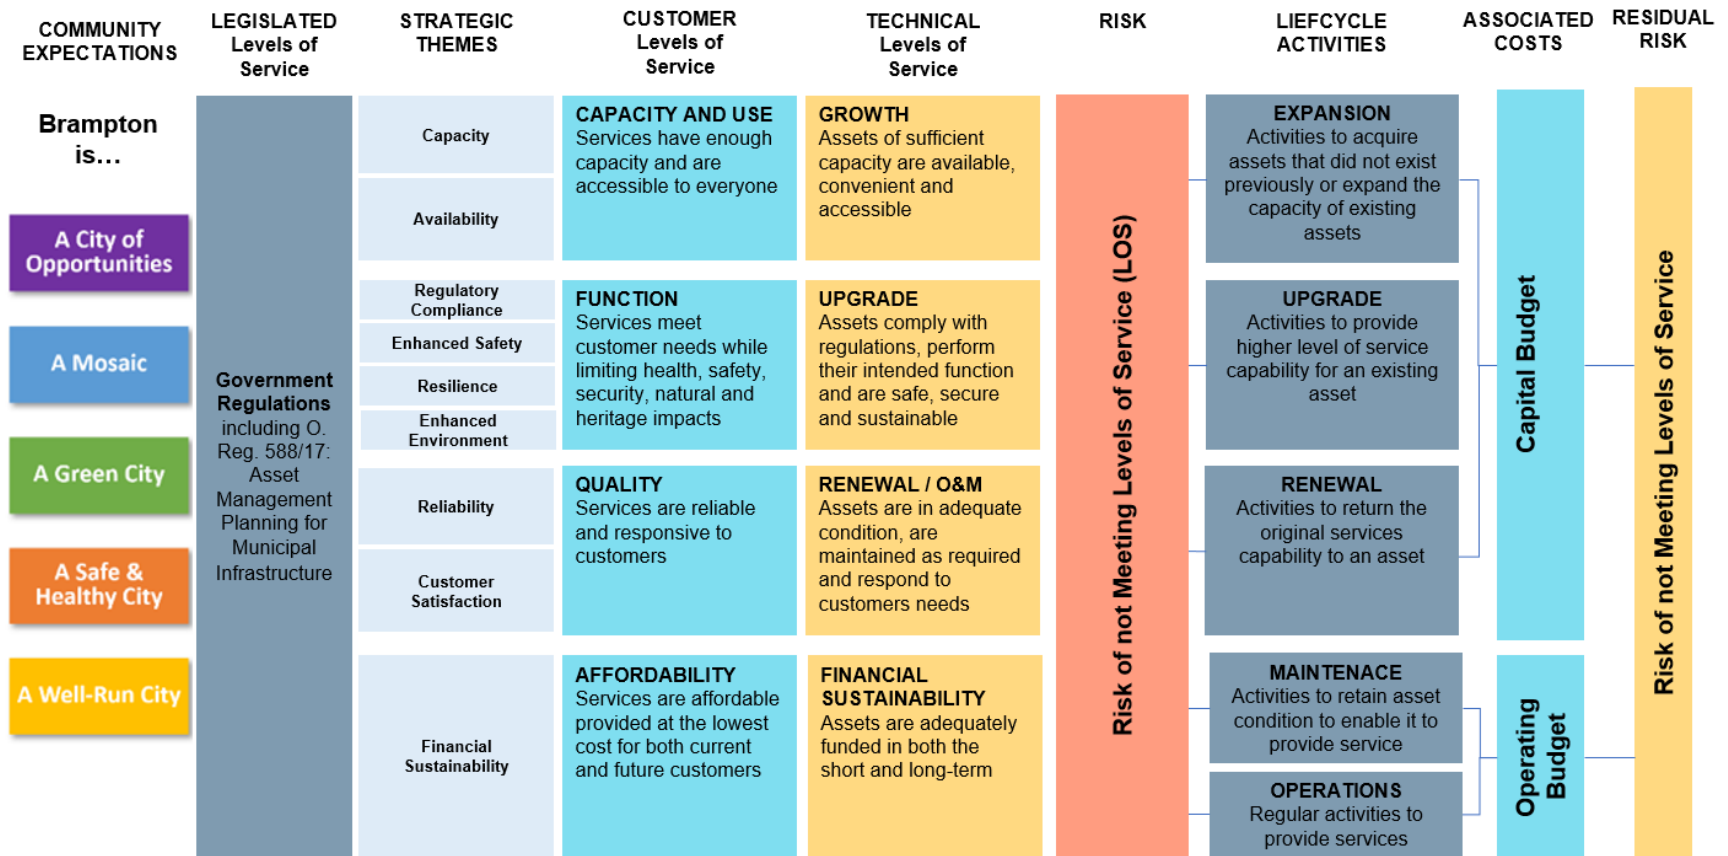 COMMUNITY
EXPECTATIONS
LEGISLATED
Levels of
Service
STRATEGIC
THEMES
CUSTOMER
Levels of
Service
TECHNICAL
Levels of
Service
RISK
LIEFCYCLE
ACTIVITIES
ASSOCIATED
COSTS
RESIDUAL
RISK
Brampton
is...
A City of
Opportunities
A Mosaic
A Green City
A Safe &
Healthy City
A Well-Run City
Government
Regulations
including O.
Reg. 588/17:
Asset
Management
Planning for
Municipal
Infrastructure
Capacity
Availability
Regulatory
Compliance
Enhanced Safety
Resilience
Enhanced
Environment
Reliability
Customer
Satisfaction
Financial
Sustainability
CAPACITY AND USE
Services have enough
capacity and are
accessible to everyone
FUNCTION
Services meet
customer needs while
limiting health, safety,
security, natural and
heritage impacts
QUALITY
Services are reliable
and responsive to
customers
AFFORDABILITY
Services are affordable
provided at the lowest
cost for both current
and future customers
GROWTH
Assets of sufficient
capacity are available,
convenient and
accessible
UPGRADE
Assets comply with
regulations, perform
their intended function
and are safe, secure
and sustainable
RENEWAL / O&M
Assets are in adequate
condition, are
maintained as required
and respond to
customers needs
FINANCIAL
SUSTAINABILITY
Assets are adequately
funded in both the
short and long-term
Risk of not Meeting Levels of Service (LOS)
EXPANSION
Activities to acquire
assets that did not exist
previously or expand the
capacity of existing
assets
UPGRADE
Activities to provide
higher level of service
capability for an existing
asset
RENEWAL
Activities to return the
original services
capability to an asset
MAINTENACE
Activities to retain asset
condition to enable it to
provide service
OPERATIONS
Regular activities to
provide services
Capital Budget
Operating
Budget
Risk of not Meeting Levels of Service